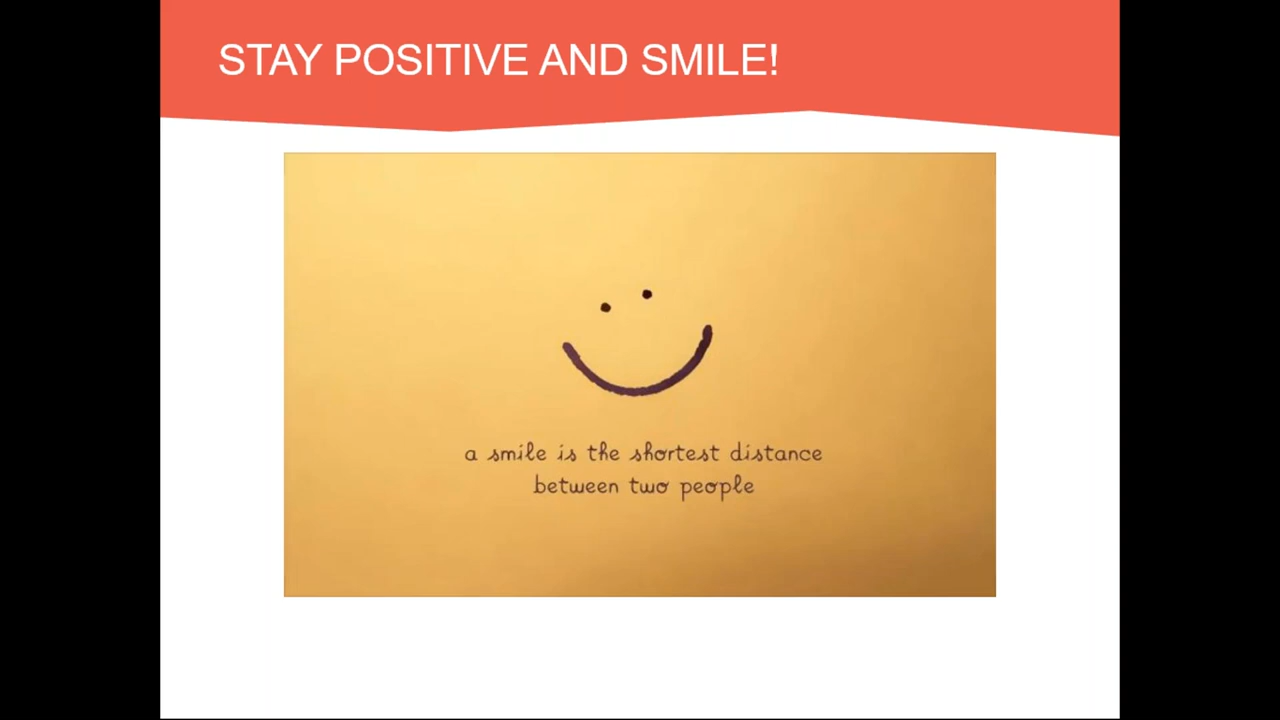 STAY POSITIVE AND SMILE!
a smile is the shortest distance
between two people